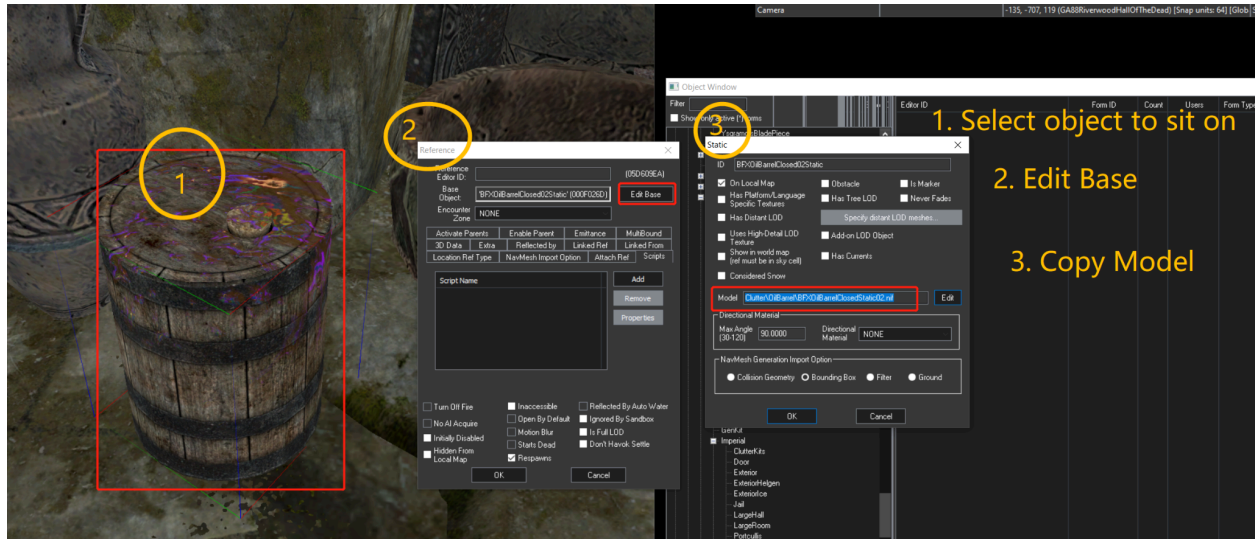 Camera
-135, -707, 119 (GA88RiverwoodHallOfTheDead) [Snap units: 64] [Glob
1
2
3
1. Select object to sit on
2. Edit Base
3. Copy Model
Reference
Reference Editor ID:
(05D609EA)
Base Object:
'BFXOilBarrelClosed02Static' (000F026D)
Edit Base
Encounter Zone
NONE
Activate Parents
Enable Parent
Emittance
MultiBound
3D Data
Extra
Reflected by
Linked Ref
Linked From
Location Ref Type
NavMesh Import Option
Attach Ref
Scripts
Script Name
Add
Remove
Properties
Turn Off Fire
No AI Acquire
Initially Disabled
Hidden From Local Map
Inaccessible
Open By Default
Motion Blur
Starts Dead
Respawns
Reflected By Auto Water
Ignored By Sandbox
Is Full LOD
Don't Havok Settle
OK
Cancel
Object Window
Filter
Show only active (*) forms
Editor ID
Form ID
Count
Users
Form Type
Static
ID
BFXOilBarrelClosed02Static
On Local Map
Obstacle
Is Marker
Has Platform/Language Specific Textures
Has Tree LOD
Never Fades
Has Distant LOD
Specify distant LOD meshes...
Uses High-Detail LOD Texture
Add-on LOD Object
Show in world map (ref must be in sky cell)
Has Currents
Considered Snow
Model
Clutter\OilBarrel\BFXOilBarrelClosedStatic02.nif
Edit
Directional Material
Max Angle (30-120)
90.0000
Directional Material
NONE
NavMesh Generation Import Option
Collision Geometry
Bounding Box
Filter
Ground
OK
Cancel
Imperial
ClutterKits
Door
Exterior
ExteriorHelgen
ExteriorIce
Jail
LargeHall
LargeRoom
Portcullis